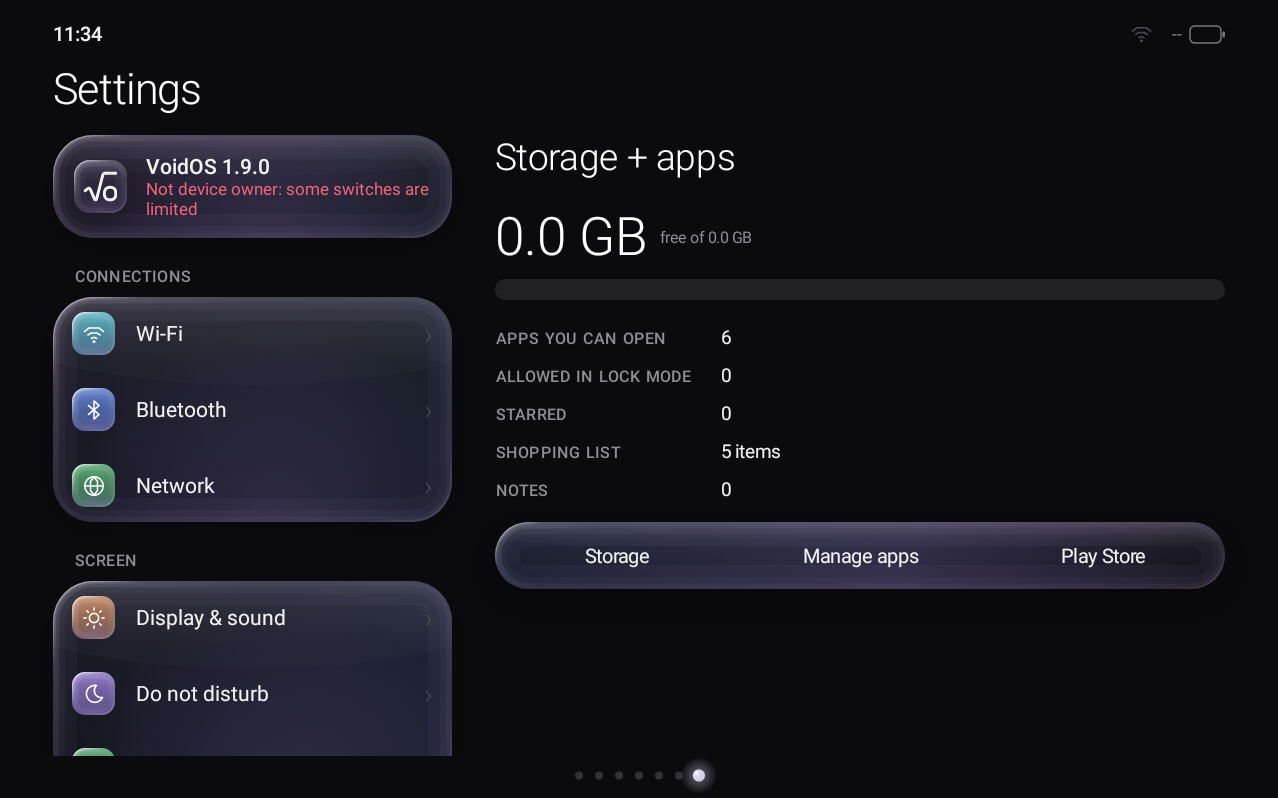 11:34
--
Settings
VoidOS 1.9.0
Not device owner: some switches are
limited
CONNECTIONS
Wi-Fi
Bluetooth
Network
SCREEN
Display & sound
Do not disturb
Storage + apps
0.0 GB free of 0.0 GB
APPS YOU CAN OPEN 6
ALLOWED IN LOCK MODE 0
STARRED 0
SHOPPING LIST 5 items
NOTES 0
Storage Manage apps Play Store